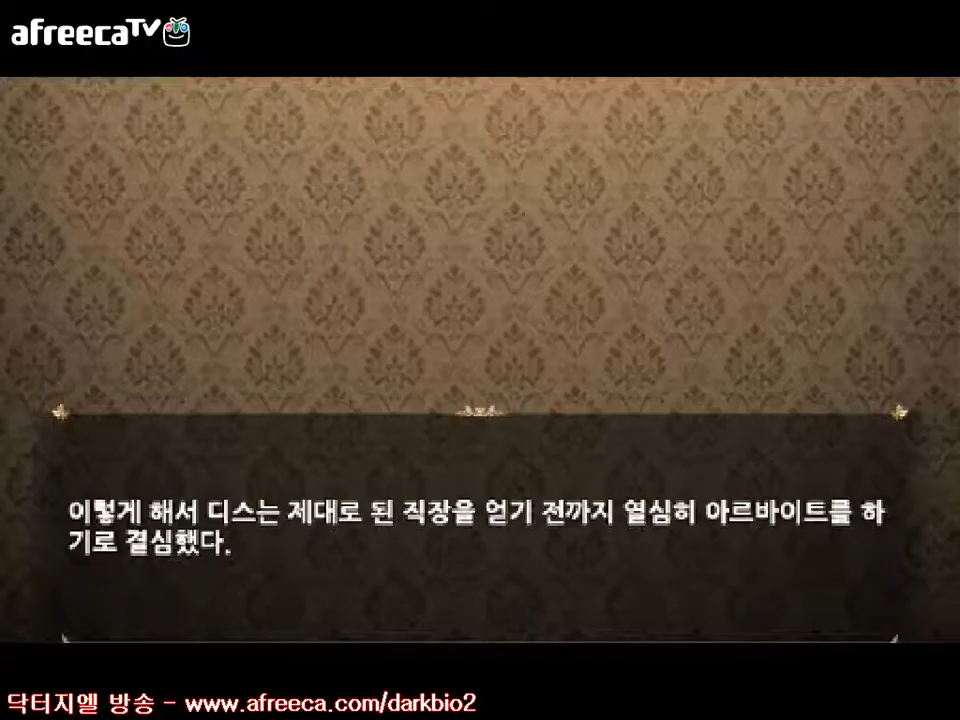 afreecaTV
이렇게 해서 디스는 제대로 된 직장을 얻기 전까지 열심히 아르바이트를 하
기로 결심했다.
닥터지엘 방송 - www.afreeca.com/darkbio2